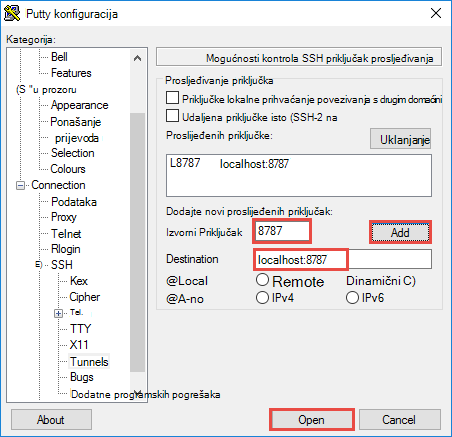 Putty konfiguracija
Kategorija:
Bell
Features
(S "u prozoru
Appearance
Ponašanje
prijevoda
Selection
Colours
Connection
Podataka
Proxy
Telnet
Rlogin
E) SSH
Kex
Cipher
Tel.
TTY
X11
Tunnels
Bugs
Dodatne programskih pogrešaka
Mogućnosti kontrola SSH priključak prosljeđivanja
Prosljeđivanje priključka
Priključke lokalne prihvaćanje povezivanja s drugim domaćini
Udaljena priključke isto (SSH-2 na
Proslijeđenih priključke:
Uklanjanje
L8787 localhost:8787
Dodajte novi proslijeđenih priključak:
Izvorni Priključak 8787 Add
Destination localhost:8787
@Local Remote Dinamični C)
@A-no IPv4 IPv6
About Open Cancel